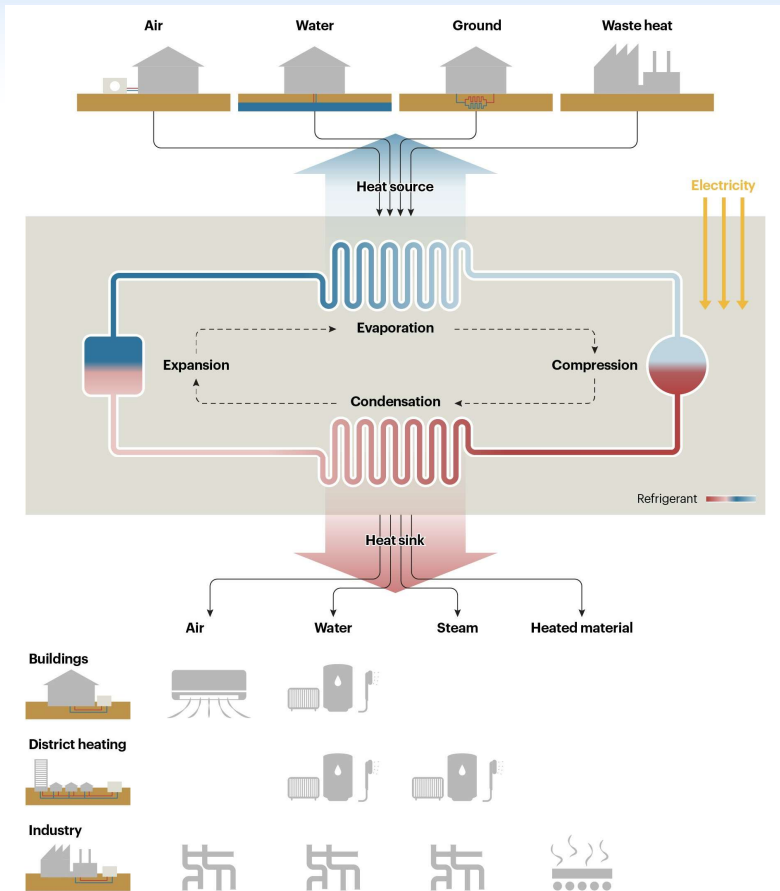 Air
Water
Ground
Waste heat
Heat source
Electricity
Evaporation
Expansion
Compression
Condensation
Refrigerant
Heat sink
Air
Water
Steam
Heated material
Buildings
District heating
Industry